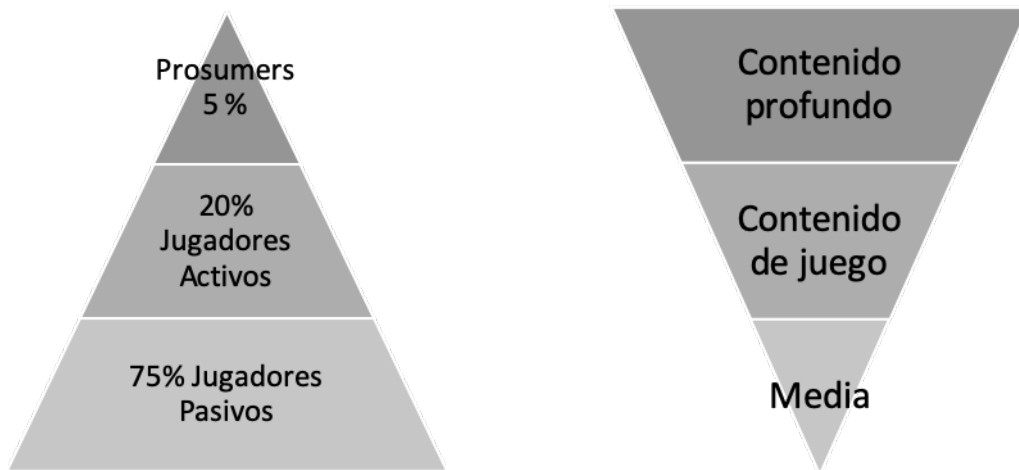 Prosumers
5 %
20%
Jugadores
Activos
75% Jugadores
Pasivos
Contenido
profundo
Contenido
de juego
Media